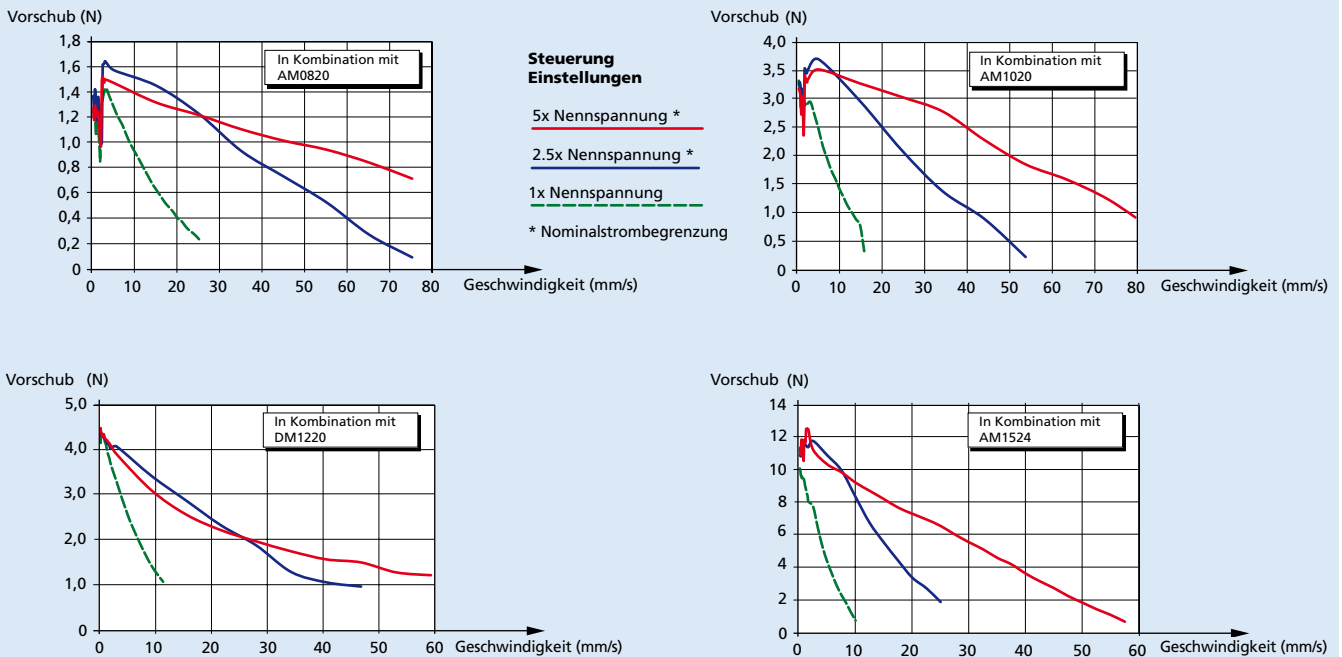 Vorschub (N)
1,8
1,6
1,4
1,2
1,0
0,8
0,6
0,4
0,2
0
0 10 20 30 40 50 60 70 80
Geschwindigkeit (mm/s)
In Kombination mit
AM0820
Steuerung
Einstellungen
5x Nennspannung *
2.5x Nennspannung *
1x Nennspannung
* Nominalstrombegrenzung
Vorschub (N)
4,0
3,5
3,0
2,5
2,0
1,5
1,0
0,5
0
0 10 20 30 40 50 60 70 80
Geschwindigkeit (mm/s)
In Kombination mit
AM1020
Vorschub (N)
5,0
4,0
3,0
2,0
1,0
0
0 10 20 30 40 50 60
Geschwindigkeit (mm/s)
In Kombination mit
DM1220
Vorschub (N)
14
12
10
8
6
4
2
0
0 10 20 30 40 50 60
Geschwindigkeit (mm/s)
In Kombination mit
AM1524